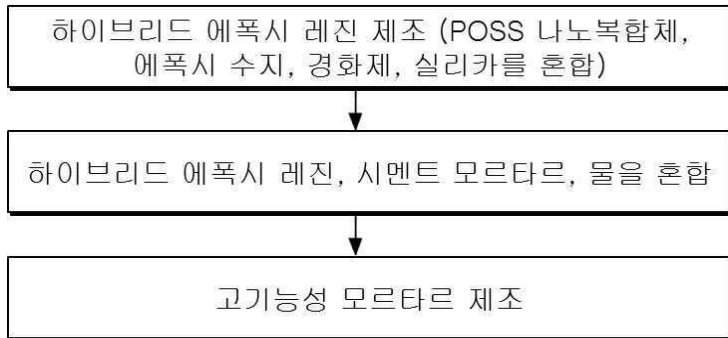 하이브리드 에폭시 레진 제조 (POSS 나노복합체,
에폭시 수지, 경화제, 실리카를 혼합)
하이브리드 에폭시 레진, 시멘트 모르타르, 물을 혼합
고기능성 모르타르 제조